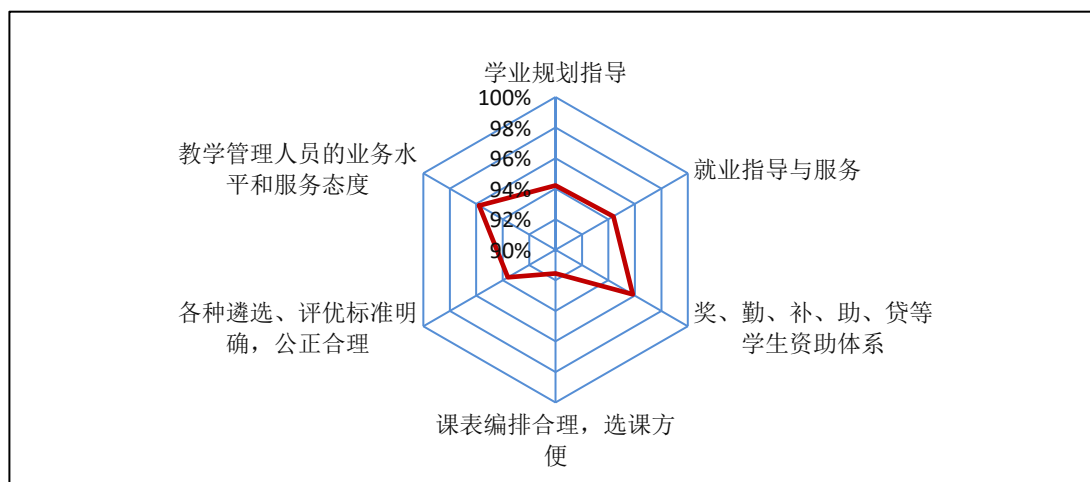 学业规划指导
100%
98%
96%
94%
92%
90%
教学管理人员的业务水
平和服务态度
就业指导与服务
各种遴选、评优标准明
确，公正合理
奖、勤、补、助、贷等
学生资助体系
课表编排合理，选课方
便